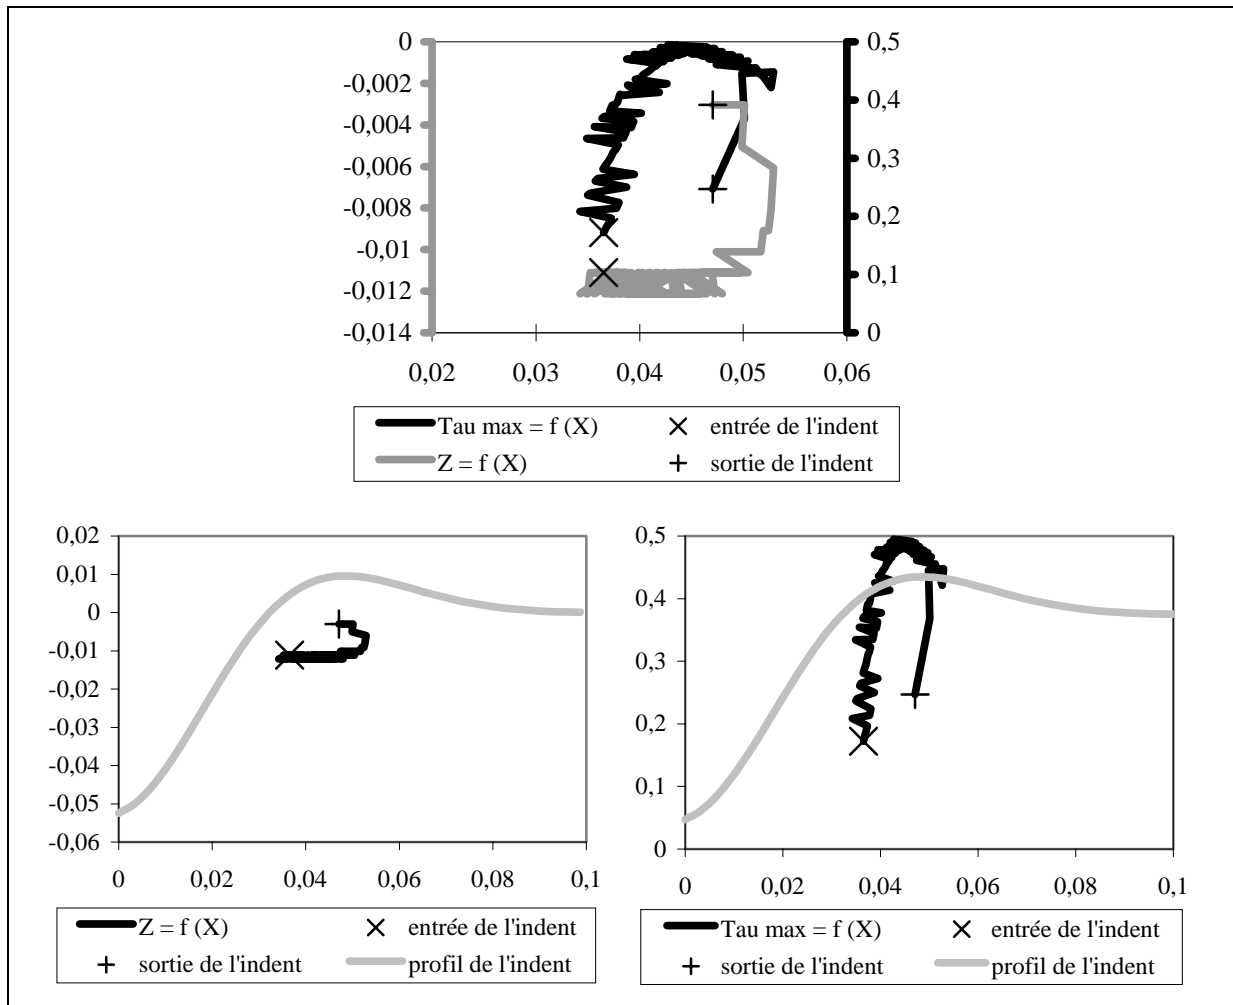 0 0,5
-0,002
-0,004 0,4
-0,006 0,3
-0,008 0,2
-0,01
-0,012 0,1
-0,014 0
0,02 0,03 0,04 0,05 0,06
Tau max = f (X) entrée de l'indent
Z = f (X) sortie de l'indent
0,02
0,01
0
-0,01
-0,02
-0,03
-0,04
-0,05
-0,06
0 0,02 0,04 0,06 0,08 0,1
Z = f (X) entrée de l'indent
sortie de l'indent profil de l'indent
0,5
0,4
0,3
0,2
0,1
0
0 0,02 0,04 0,06 0,08 0,1
Tau max = f (X) entrée de l'indent
sortie de l'indent profil de l'indent